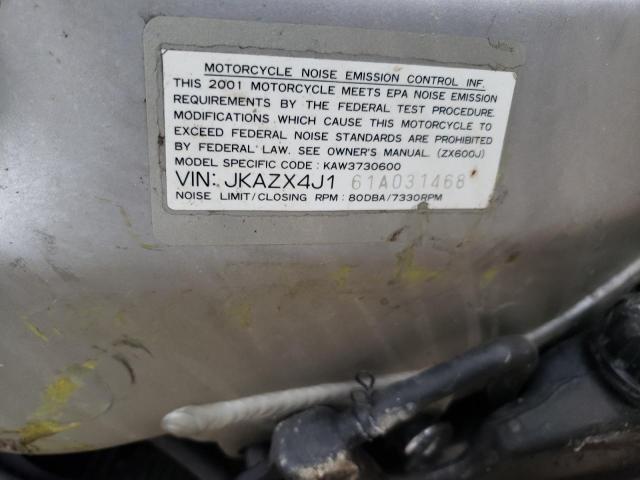 MOTORCYCLE NOISE EMISSION CONTROL INF.
THIS 2001 MOTORCYCLE MEETS EPA NOISE EMISSION
REQUIREMENTS BY THE FEDERAL TEST PROCEDURE.
MODIFICATIONS WHICH CAUSE THIS MOTORCYCLE TO
EXCEED FEDERAL NOISE STANDARDS ARE PROHIBITED
BY FEDERAL LAW. SEE OWNER'S MANUAL. (ZX600J)
MODEL SPECIFIC CODE : KAW3730600
VIN: JKAZX4J1 61A031468
NOISE LIMIT/CLOSING RPM : 80DBA/7330RPM